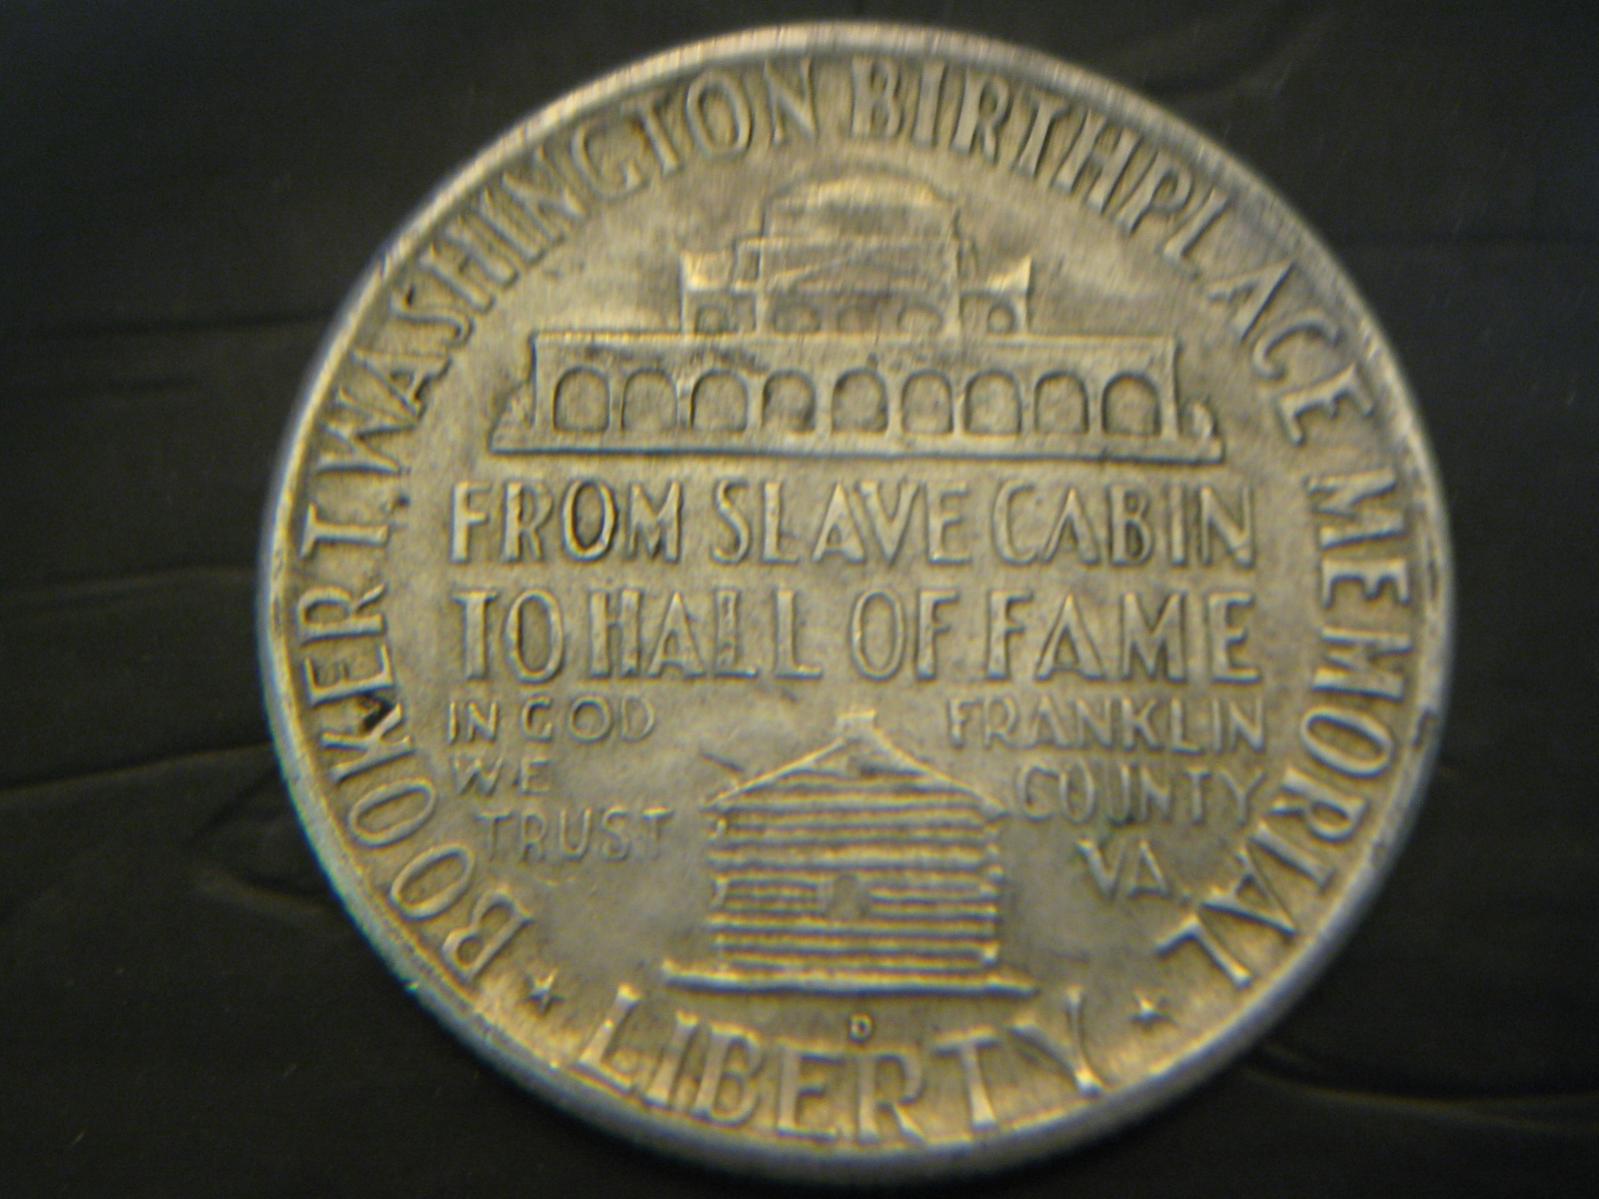 BOOKER T. WASHINGTON BIRTHPLACE MEMORIAL
FROM SLAVE CABIN
TO HALL OF FAME
IN GOD
WE
TRUST
FRANKLIN
COUNTY
VA
D
LIBERTY